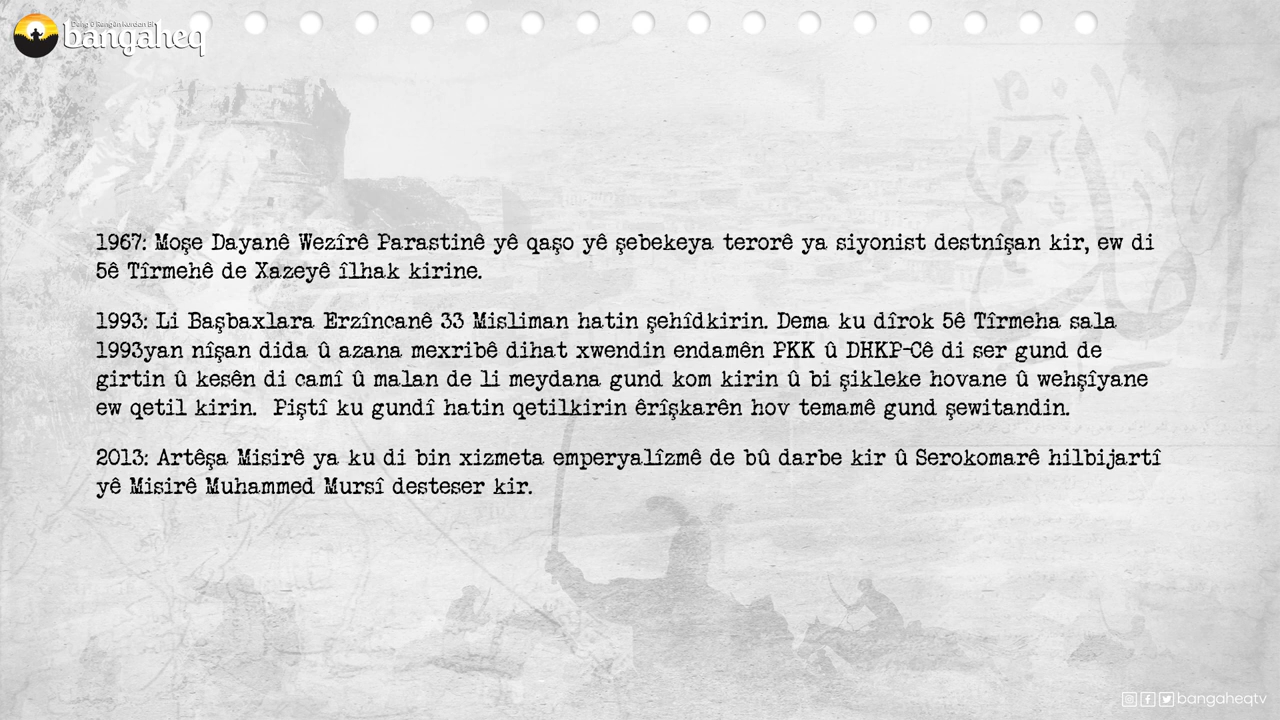 Deng û Rengên Kurdan Bî
bangaheq
1967: Moşe Dayanê Wezîrê Parastinê yê qaşo yê şebekeya terorê ya siyonist destnîşan kir, ew di
5ê Tîrmehê de Xazeyê îlhak kirine.
1993: Li Başbaxlara Erzîncanê 33 Misliman hatin şehîdkirin. Dema ku dîrok 5ê Tîrmeha sala
1993yan nîşan dida û azana mexribê dihat xwendin endamên PKK û DHKP-Cê di ser gund de
girtin û kesên di camî û malan de li meydana gund kom kirin û bi şikleke hovane û wehşîyane
ew qetil kirin.  Piştî ku gundî hatin qetilkirin êrîşkarên hov temamê gund şewitandin.
2013: Artêşa Misirê ya ku di bin xizmeta emperyalîzmê de bû darbe kir û Serokomarê hilbijartî
yê Misirê Muhammed Mursî desteser kir.
bangaheqtv